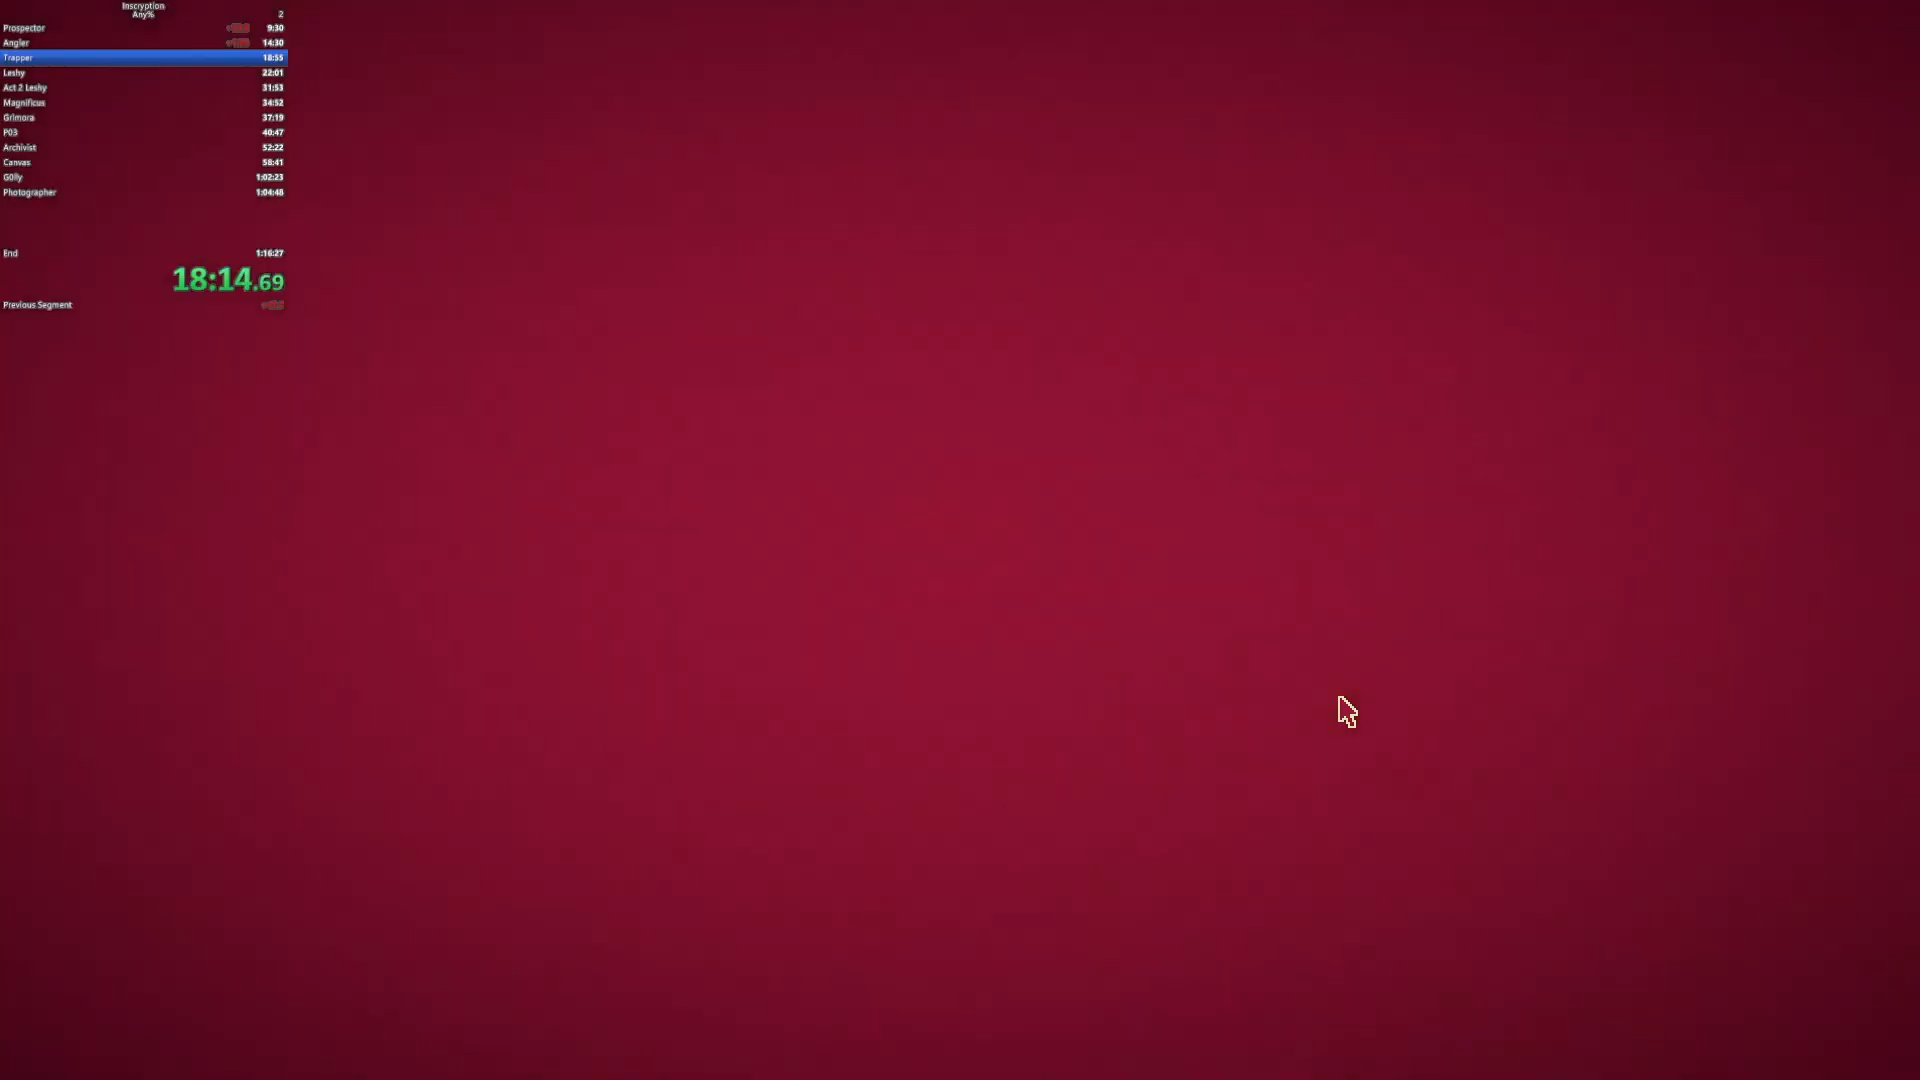 Inscryption
Any%
2
Prospector 9:30
Angler 14:30
Trapper 18:55
Leshy 22:01
Act 2 Leshy 31:53
Magnificus 34:52
Grimora 37:19
P03 40:47
Archivist 52:22
Canvas 58:41
G0lly 1:02:23
Photographer 1:04:48
End 1:16:27
18:14.69
Previous Segment